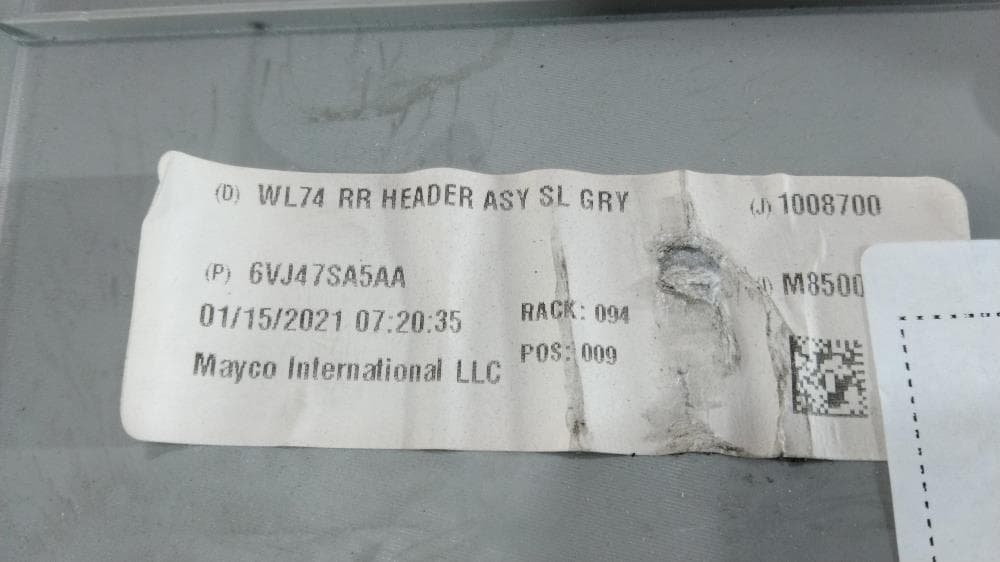 (D) WL74 RR HEADER ASY SL GRY
(J) 1008700
(P) 6VJ47SA5AA
M8500
01/15/2021 07:20:35
RACK: 094
Mayco International LLC
POS: 009